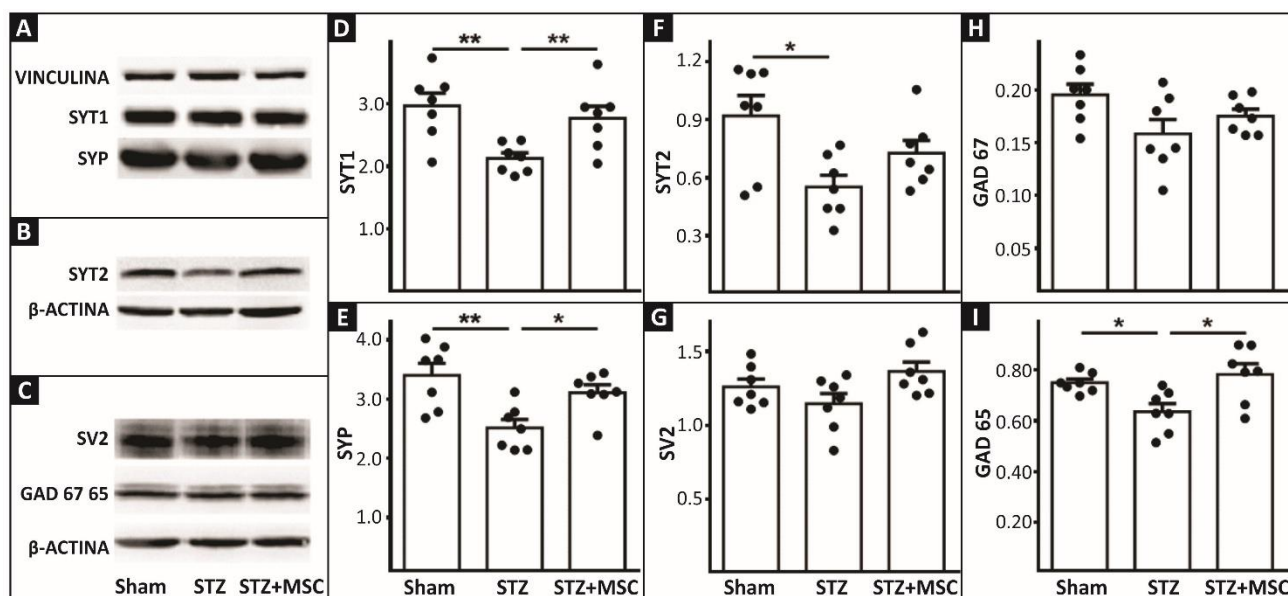 A
VINCULINA
SYT1
SYP
B
SYT2
β-ACTINA
C
SV2
GAD 67 65
β-ACTINA
Sham STZ STZ+MSC
D
** **
3.0
2.0
1.0
SYT1
E
** *
4.0
3.0
2.0
1.0
SYP
Sham STZ STZ+MSC
F
*
1.2
0.9
0.6
0.3
SYT2
G
1.5
1.0
0.5
SV2
Sham STZ STZ+MSC
H
0.20
0.15
0.10
0.05
GAD 67
I
* *
0.80
0.60
0.40
0.20
GAD 65
Sham STZ STZ+MSC